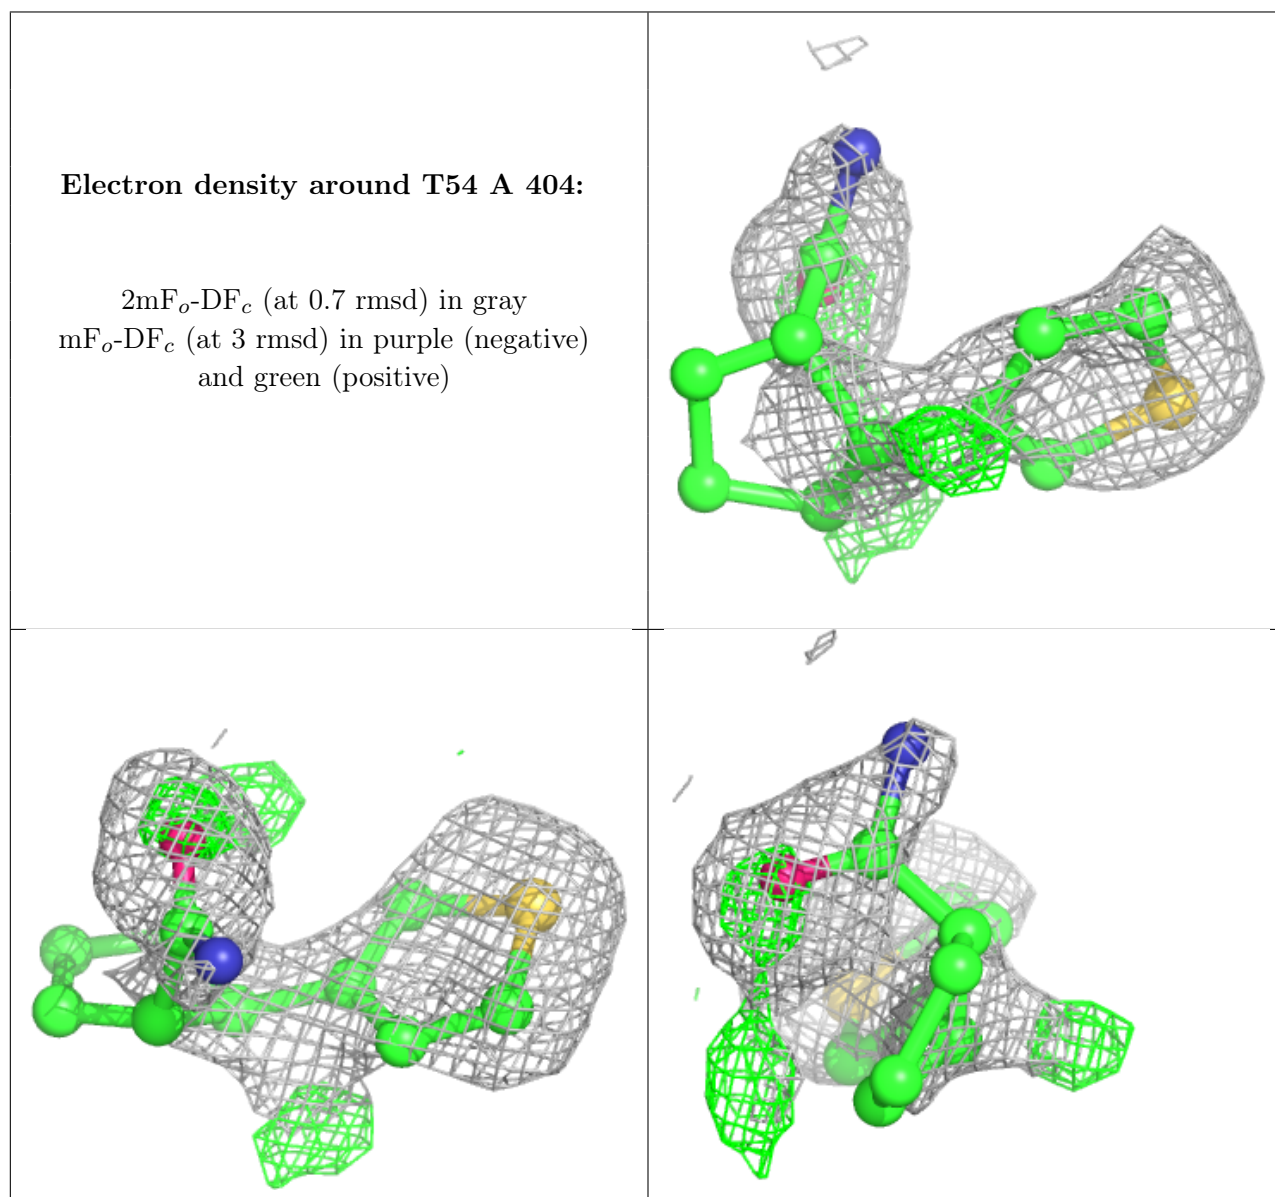 Electron density around T54 A 404:
2mFo-DFc (at 0.7 rmsd) in gray
mFo-DFc (at 3 rmsd) in purple (negative)
and green (positive)